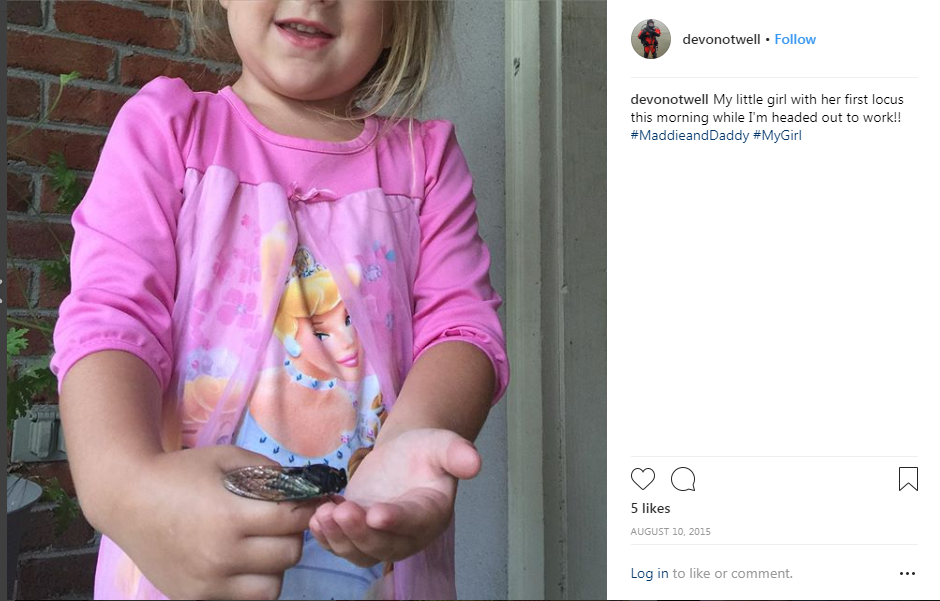 devonotwell • Follow
devonotwell My little girl with her first locus
this morning while I'm headed out to work!!
#MaddieandDaddy #MyGirl
5 likes
AUGUST 10, 2015
Log in to like or comment.